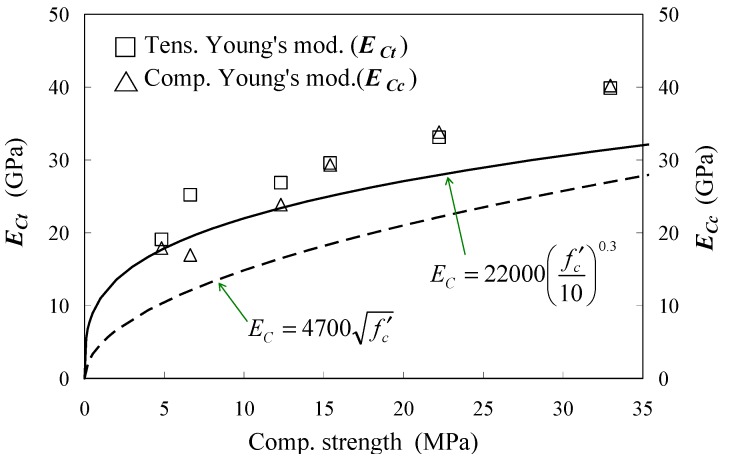 50
40
30
20
10
0
E_Ct (GPa)
□ Tens. Young's mod. (E_Ct)
△ Comp. Young's mod.(E_Cc)
E_C = 22000(f'_c/10)^0.3
E_C = 4700√f'_c
50
40
30
20
10
0
E_Cc (GPa)
0 5 10 15 20 25 30 35
Comp. strength (MPa)